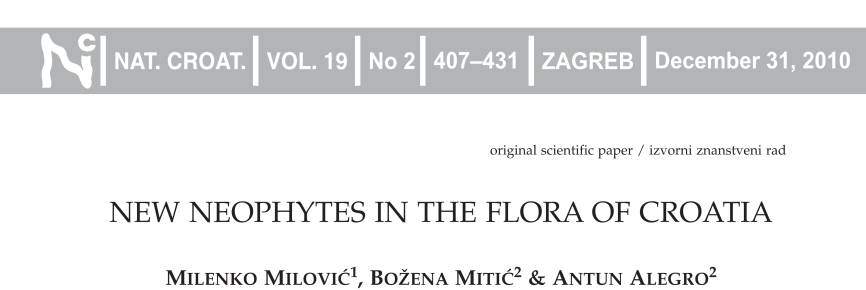 NAT. CROAT. VOL. 19 No 2 407–431 ZAGREB December 31, 2010
original scientific paper / izvorni znanstveni rad
NEW NEOPHYTES IN THE FLORA OF CROATIA
MILENKO MILOVIĆ¹, BOŽENA MITIĆ² & ANTUN ALEGRO²